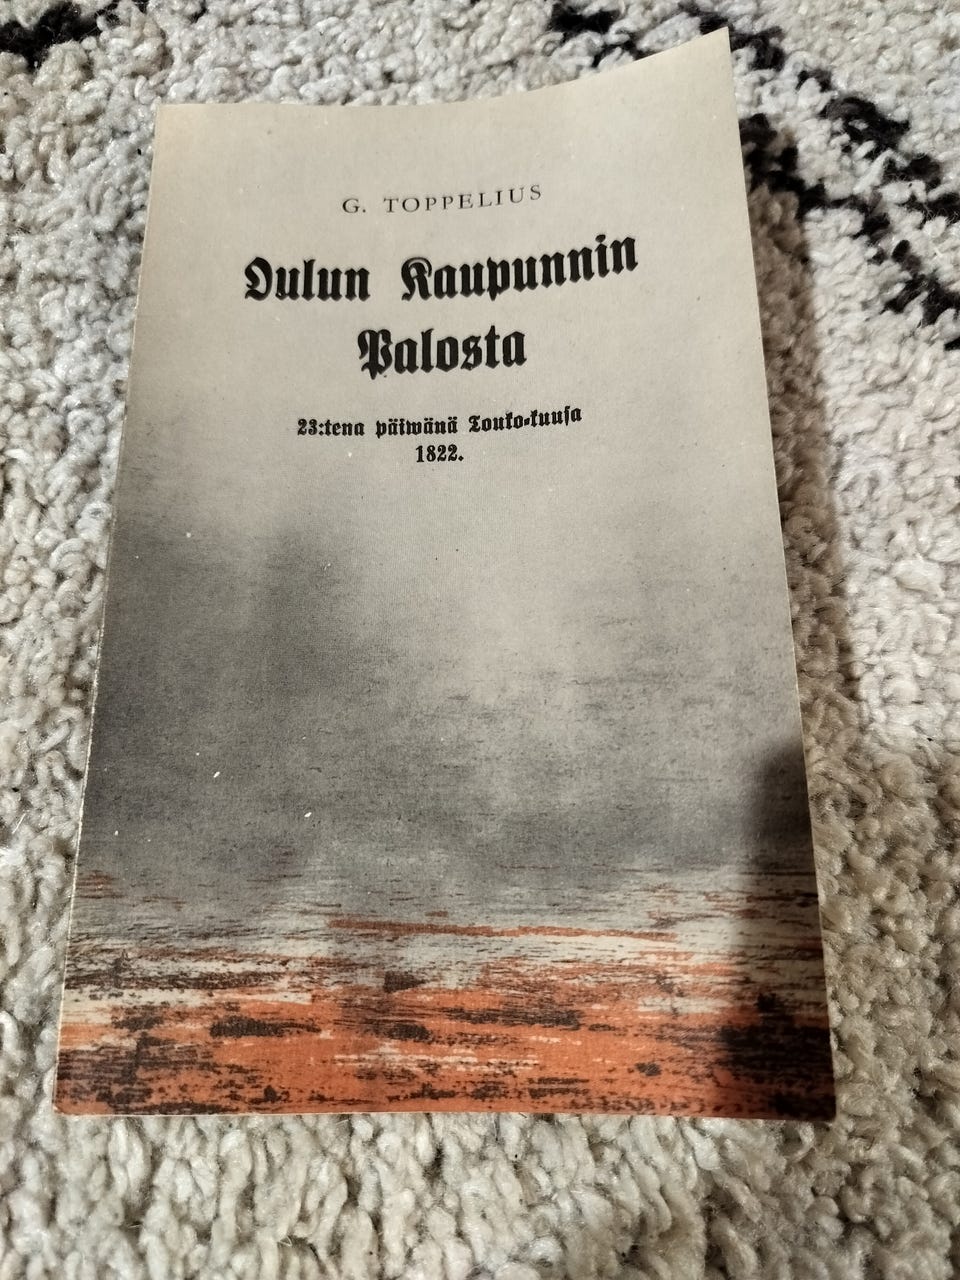 G. TOPPELIUS
Oulun Kaupunnin
Palosta
23:tena päiwänä Touko-kuusa
1822.